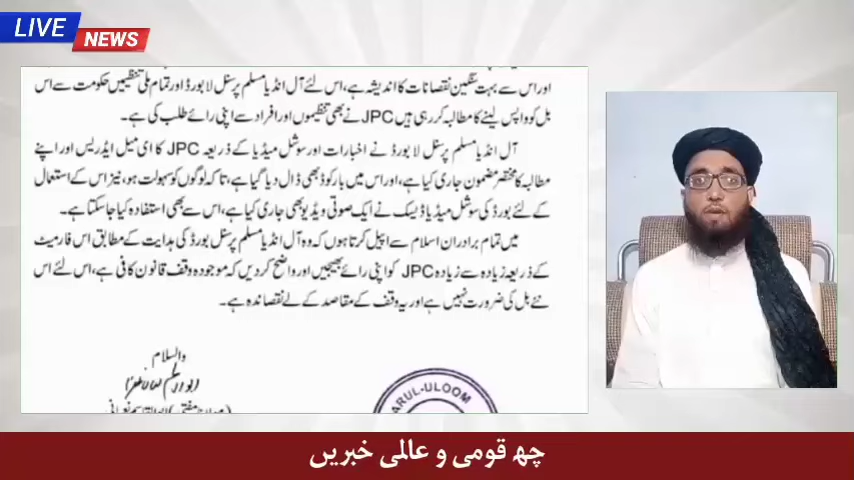 LIVE
NEWS
اور اس سے بہت سنگین نقصانات کا اندیشہ ہے، اس لئے آل انڈیا مسلم پرسنل لا بورڈ اور تمام ملی تنظیمیں حکومت سے اس
بل کو واپس لینے کا مطالبہ کر رہی ہیں JPC نے بھی تنظیموں اور افراد سے اپنی رائے طلب کی ہے۔
آل انڈیا مسلم پرسنل لا بورڈ نے اخبارات اور سوشل میڈیا کے ذریعہ JPC کا ای میل ایڈریس اور اپنے
مطالبہ کا مختصر مضمون جاری کیا ہے، اور اس میں بار کوڈ بھی ڈال دیا گیا ہے، تاکہ لوگوں کو سہولت ہو، نیز اس کے استعمال
کے لئے بورڈ کی سوشل میڈیا ڈیسک نے ایک صوتی ویڈیو بھی جاری کیا ہے، اس سے بھی استفادہ کیا جا سکتا ہے۔
میں تمام برادران اسلام سے اپیل کرتا ہوں کہ وہ آل انڈیا مسلم پرسنل بورڈ کی ہدایت کے مطابق اس فارمیٹ
کے ذریعہ زیادہ سے زیادہ JPC کو اپنی رائے بھیجیں اور واضح کر دیں کہ موجودہ وقف قانون کافی ہے، اس لئے اس
نئے بل کی ضرورت نہیں ہے اور یہ وقف کے مقاصد کے لے نقصاندہ ہے۔
والسلام
ARUL-ULOOM
چھ قومی و عالمی خبریں